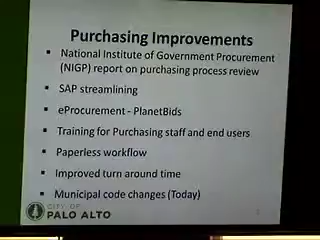 Purchasing Improvements
▪ National Institute of Government Procurement
(NIGP) report on purchasing process review
▪ SAP streamlining
▪ eProcurement - PlanetBids
▪ Training for Purchasing staff and end users
▪ Paperless workflow
▪ Improved turn around time
▪ Municipal code changes (Today)
CITY OF
PALO ALTO